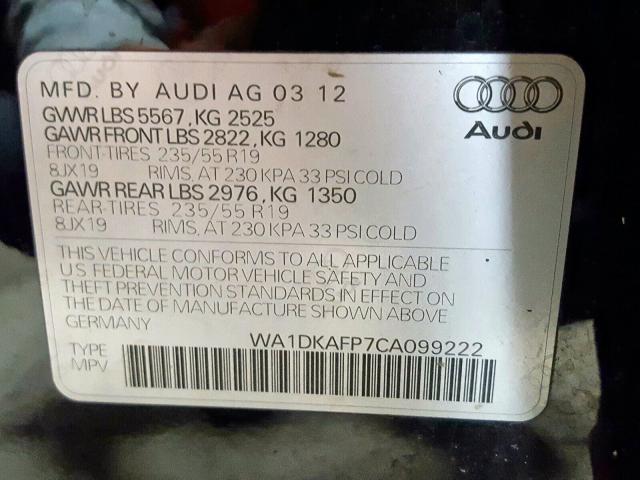 MFD. BY AUDI AG 03 12
GVWR LBS 5567, KG 2525
GAWR FRONT LBS 2822, KG 1280
FRONT-TIRES 235/55 R19
8JX19 RIMS, AT 230 KPA 33 PSI COLD
GAWR REAR LBS 2976, KG 1350
REAR-TIRES 235/55 R19
8JX19 RIMS, AT 230 KPA 33 PSI COLD
Audi
THIS VEHICLE CONFORMS TO ALL APPLICABLE
U.S FEDERAL MOTOR VEHICLE SAFETY AND
THEFT PREVENTION STANDARDS IN EFFECT ON
THE DATE OF MANUFACTURE SHOWN ABOVE
GERMANY
WA1DKAFP7CA099222
TYPE
MPV